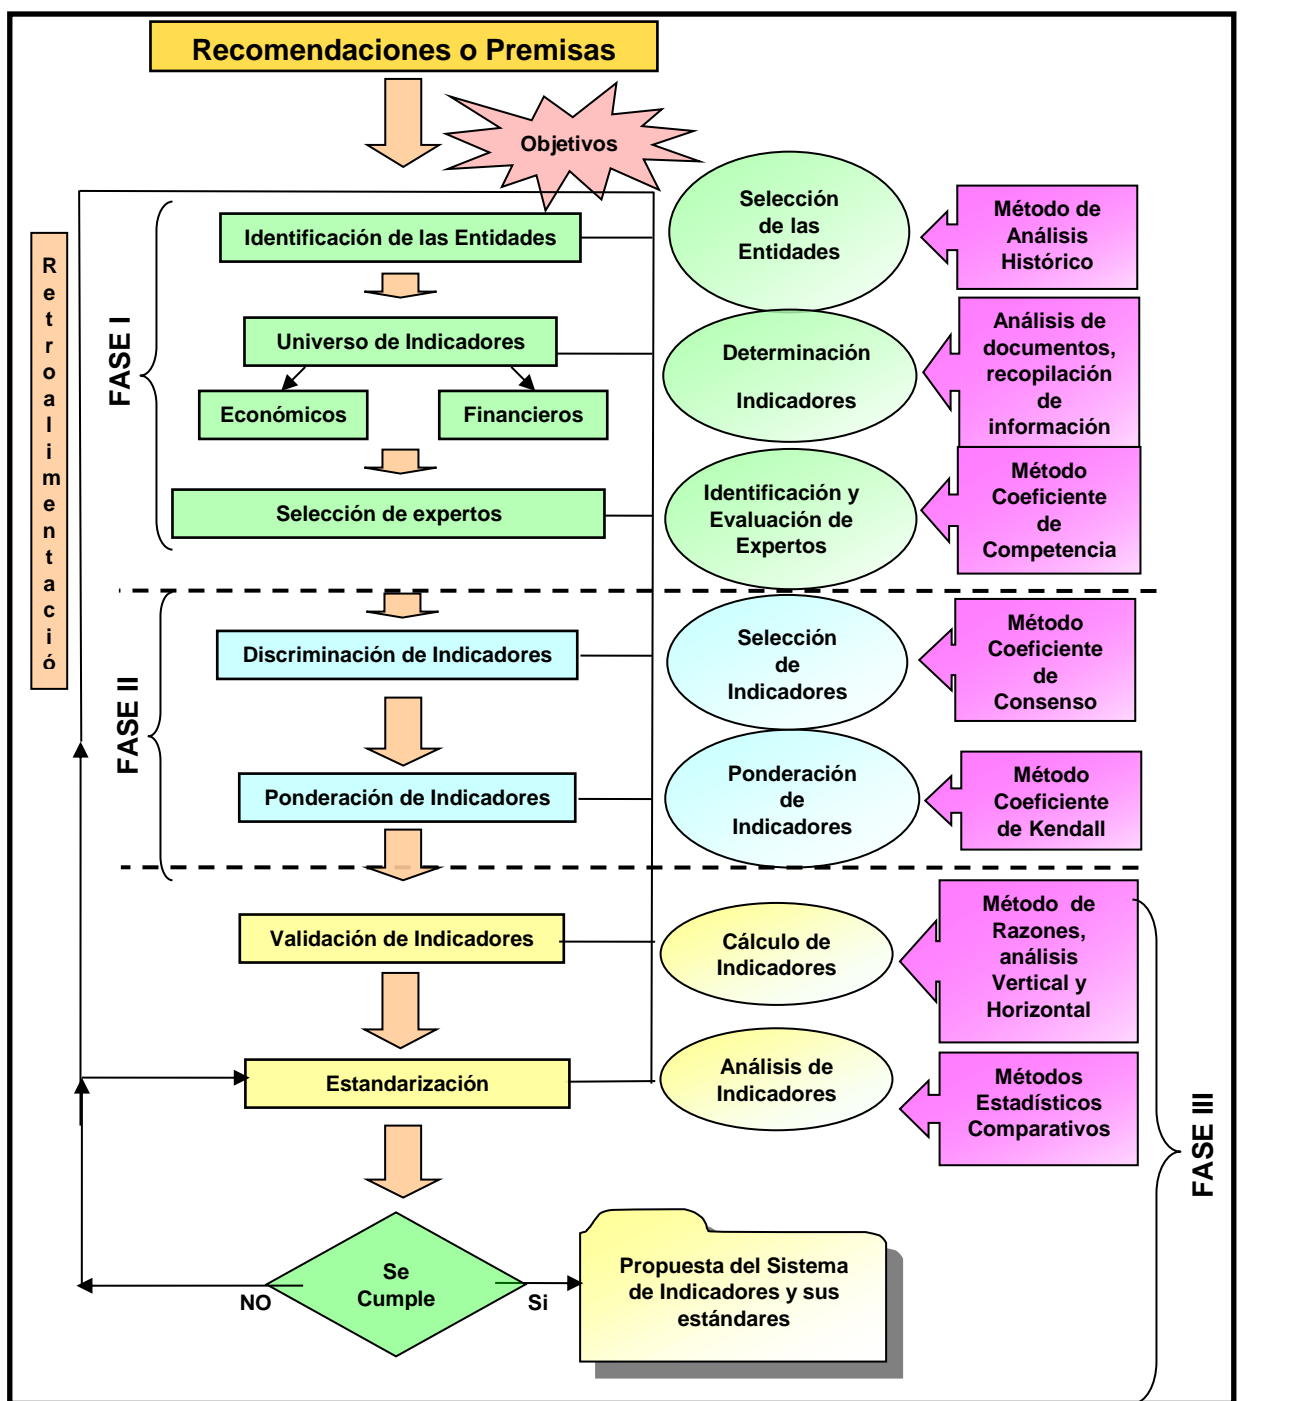 Recomendaciones o Premisas
Objetivos
Retroalimentació
FASE I
Identificación de las Entidades
Selección
de las
Entidades
Método de
Análisis
Histórico
Universo de Indicadores
Económicos
Financieros
Determinación
Indicadores
Análisis de
documentos,
recopilación
de
información
Selección de expertos
Identificación y
Evaluación de
Expertos
Método
Coeficiente
de
Competencia
FASE II
Discriminación de Indicadores
Selección
de
Indicadores
Método
Coeficiente
de
Consenso
Ponderación de Indicadores
Ponderación
de
Indicadores
Método
Coeficiente
de Kendall
FASE III
Validación de Indicadores
Cálculo de
Indicadores
Método de
Razones,
análisis
Vertical y
Horizontal
Estandarización
Análisis de
Indicadores
Métodos
Estadísticos
Comparativos
Se
Cumple
NO
Si
Propuesta del Sistema
de Indicadores y sus
estándares